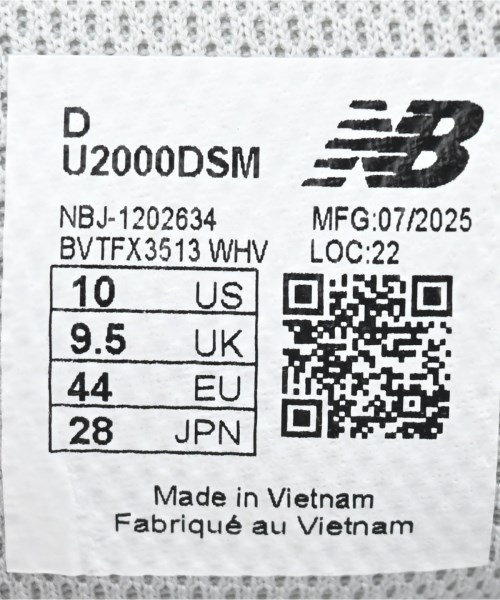 D
U2000DSM
NB
NBJ-1202634 MFG:07/2025
BVTFX3513 WHV LOC:22
10 US
9.5 UK
44 EU
28 JPN
Made in Vietnam
Fabriqué au Vietnam